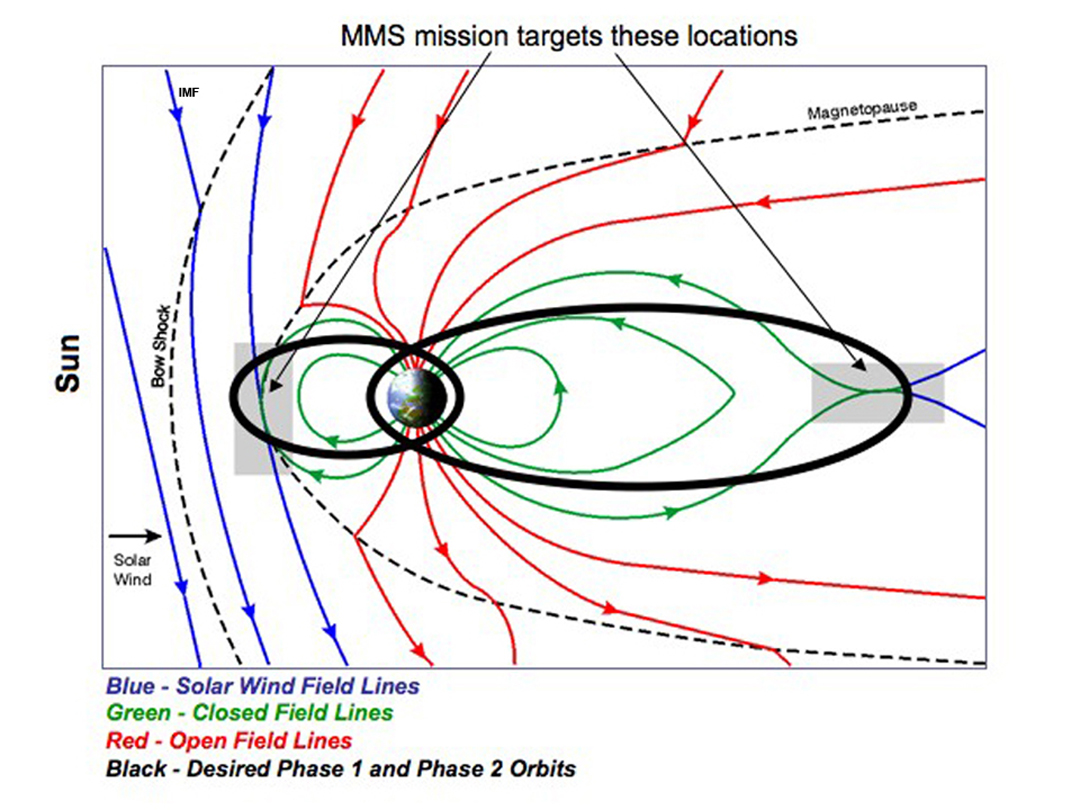 MMS mission targets these locations
IMF
Magnetopause
Bow Shock
Sun
Solar
Wind
Blue - Solar Wind Field Lines
Green - Closed Field Lines
Red - Open Field Lines
Black - Desired Phase 1 and Phase 2 Orbits